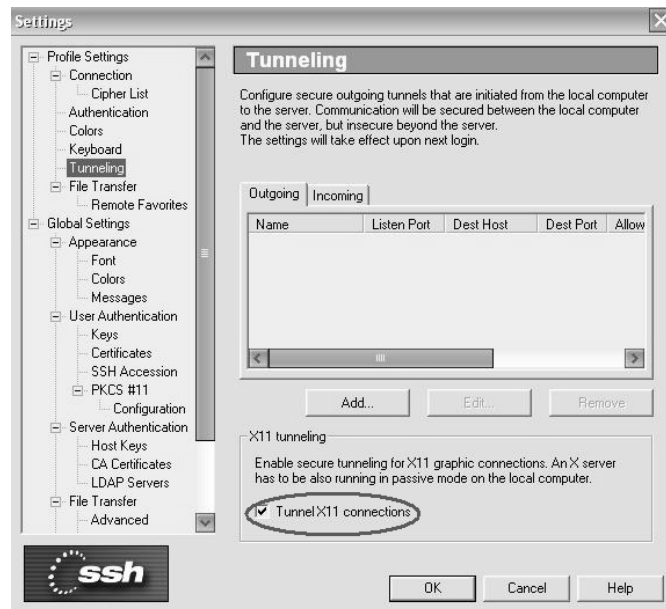 Settings
Profile Settings
Connection
Cipher List
Authentication
Colors
Keyboard
Tunneling
File Transfer
Remote Favorites
Global Settings
Appearance
Font
Colors
Messages
User Authentication
Keys
Certificates
SSH Accession
PKCS #11
Configuration
Server Authentication
Host Keys
CA Certificates
LDAP Servers
File Transfer
Advanced
ssh
Tunneling
Configure secure outgoing tunnels that are initiated from the local computer
to the server. Communication will be secured between the local computer
and the server, but insecure beyond the server.
The settings will take effect upon next login.
Outgoing Incoming
Name Listen Port Dest Host Dest Port Allow
Add... Edit... Remove
X11 tunneling
Enable secure tunneling for X11 graphic connections. An X server
has to be also running in passive mode on the local computer.
Tunnel X11 connections
OK Cancel Help